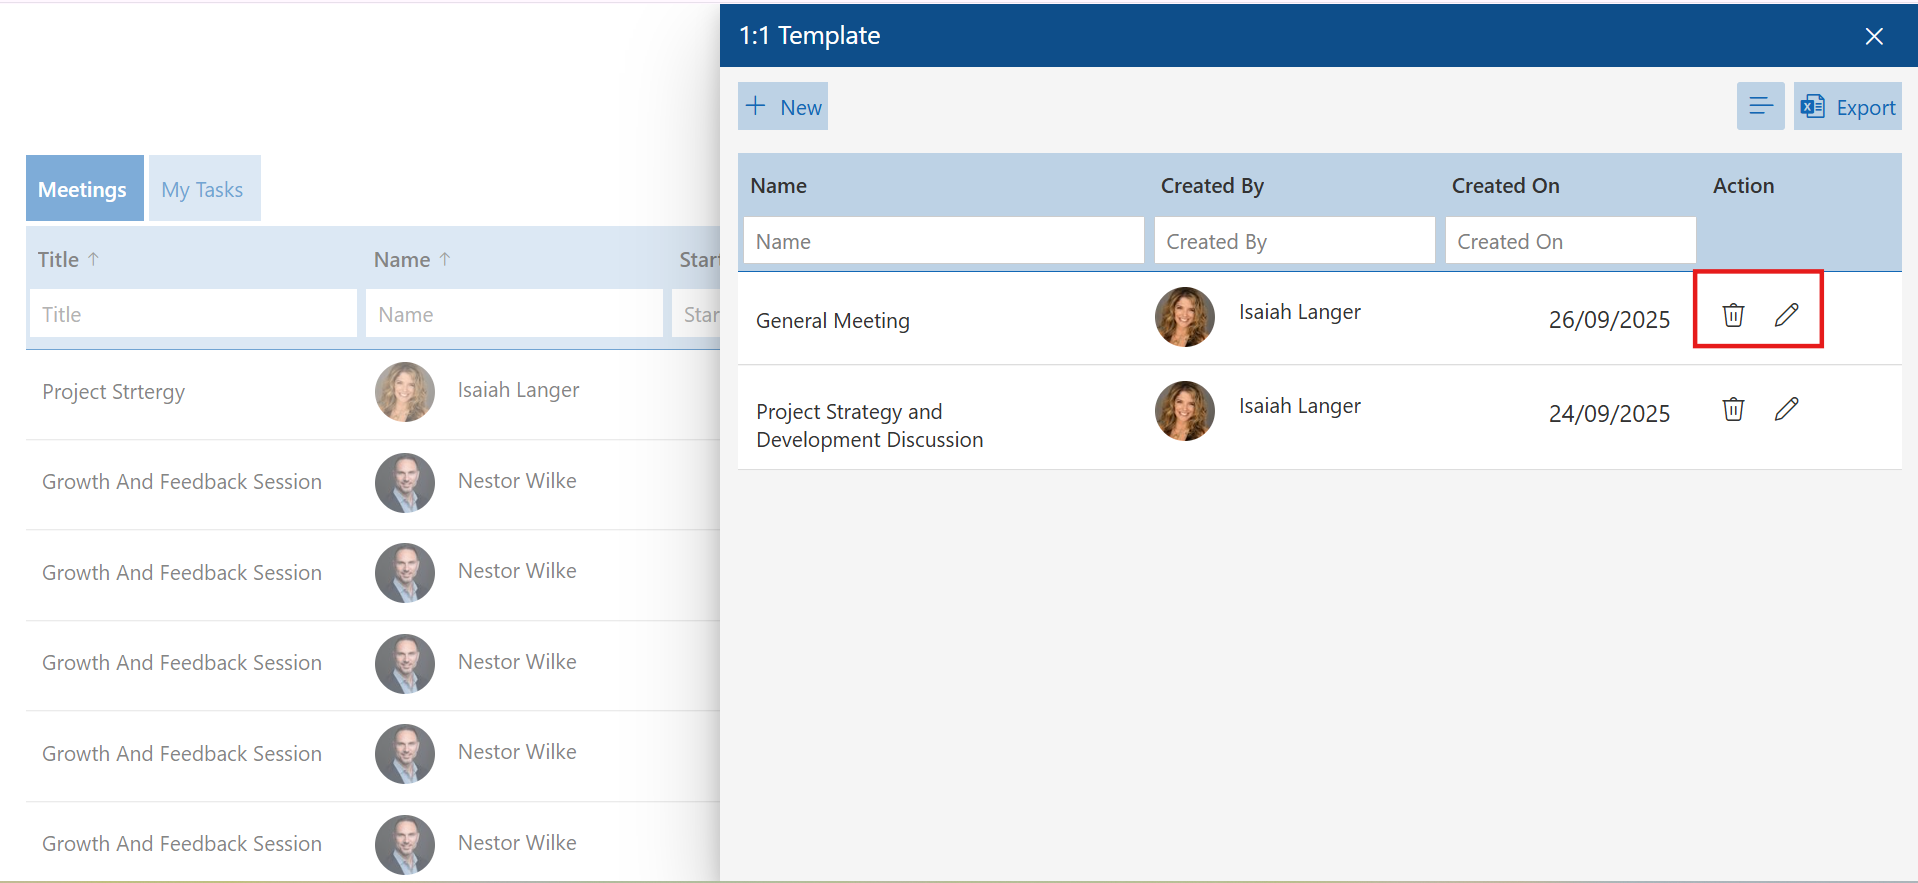 1:1 Template
New
Export
Name Created By Created On Action
Name Created By Created On
General Meeting Isaiah Langer 26/09/2025
Project Strategy and
Development Discussion Isaiah Langer 24/09/2025
Meetings My Tasks
Title Name Start
Title Name Star
Project Strtergy Isaiah Langer
Growth And Feedback Session Nestor Wilke
Growth And Feedback Session Nestor Wilke
Growth And Feedback Session Nestor Wilke
Growth And Feedback Session Nestor Wilke
Growth And Feedback Session Nestor Wilke